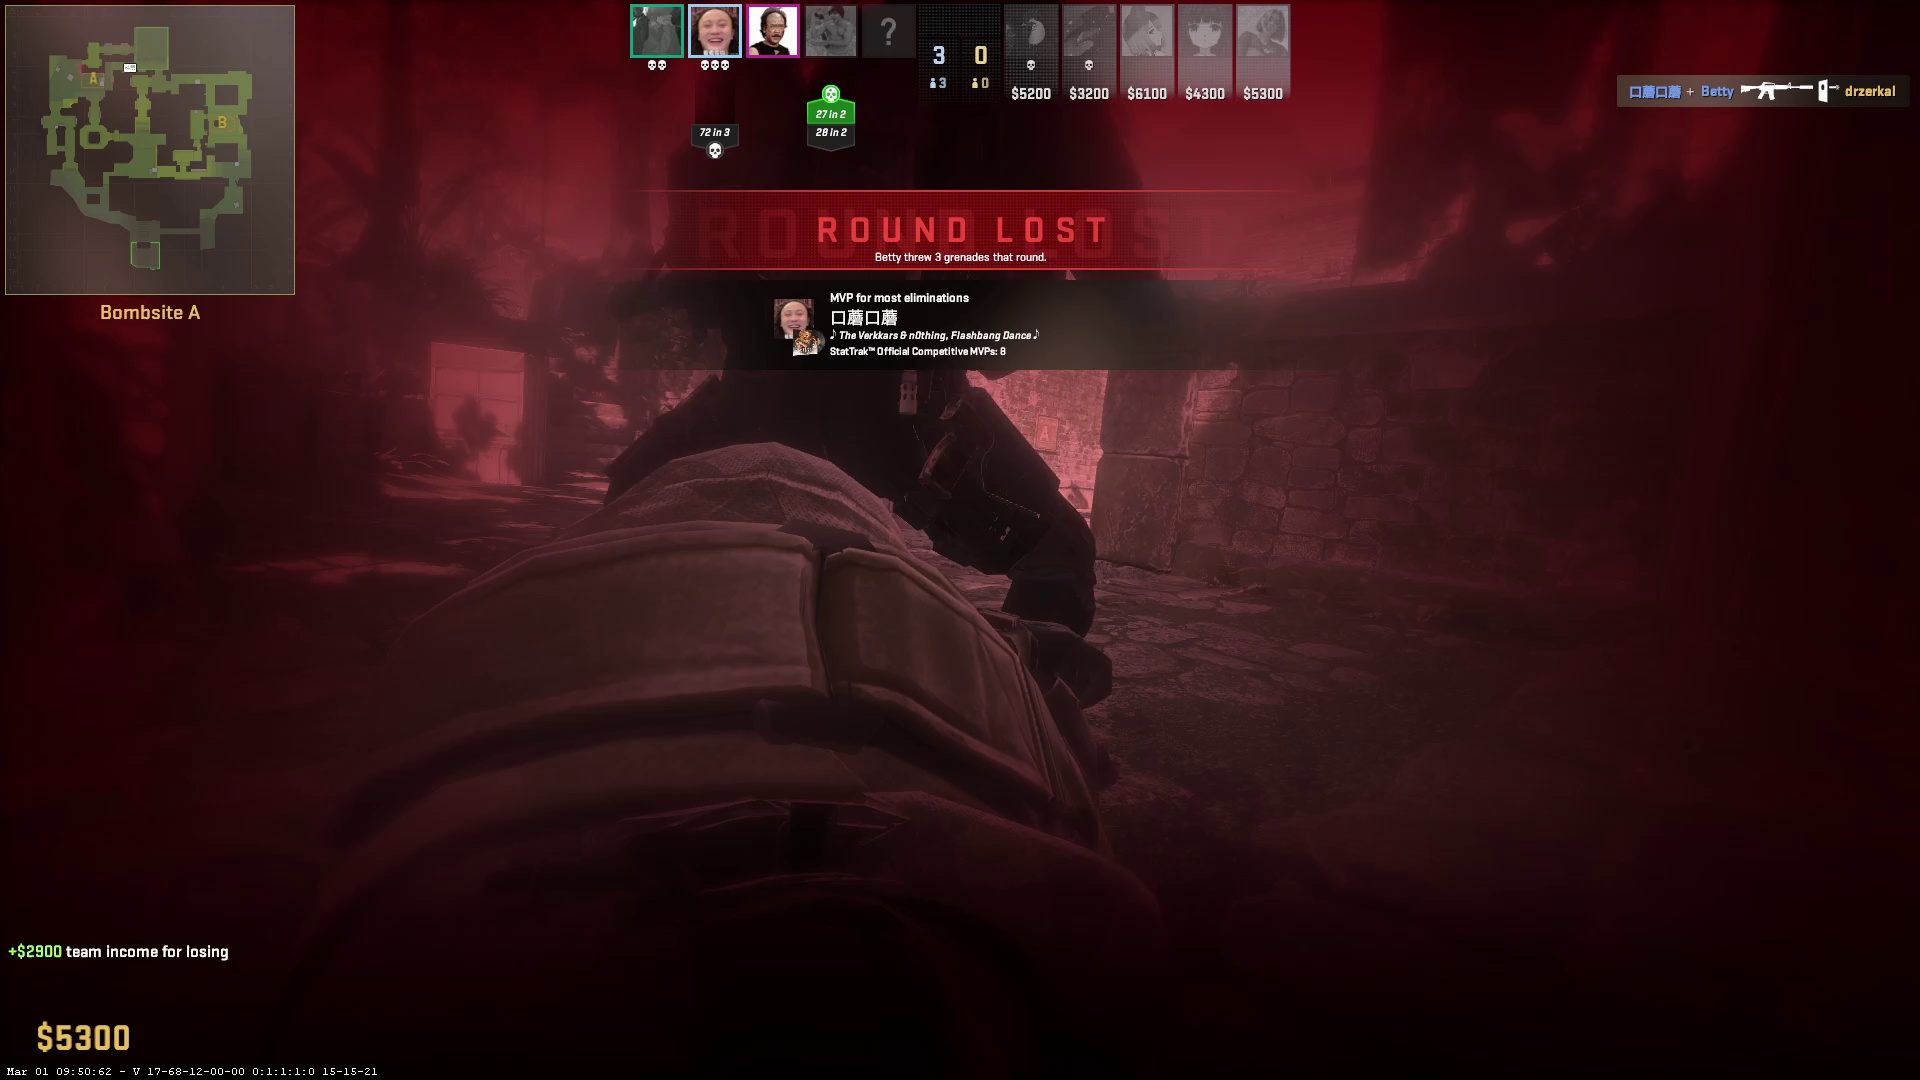 A
B
Bombsite A
?
3 0
3 0
$5200 $3200 $6100 $4300 $5300
72 in 3
27 in 2
28 in 2
口蘑口蘑 + Betty drzerkal
ROUND LOST
Betty threw 3 grenades that round.
MVP for most eliminations
口蘑口蘑
♪ The Verkkars & n0thing, Flashbang Dance ♪
StatTrak™ Official Competitive MVPs: 8
A
+$2900 team income for losing
$5300
Mar 01 09:50:62 - V 17-68-12-00-00 0:1:1:1:0 15-15-21